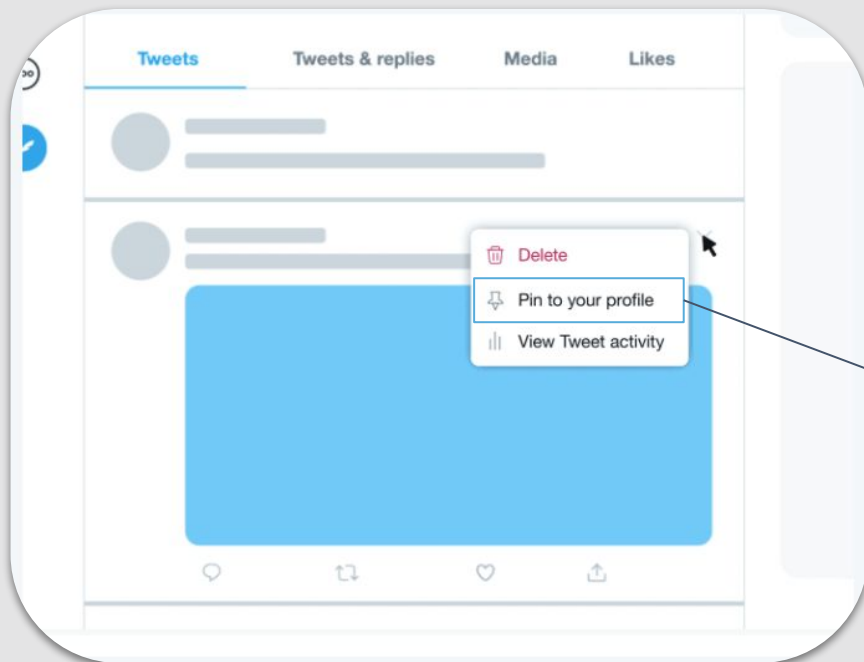 Tweets
Tweets & replies
Media
Likes
Delete
Pin to your profile
View Tweet activity